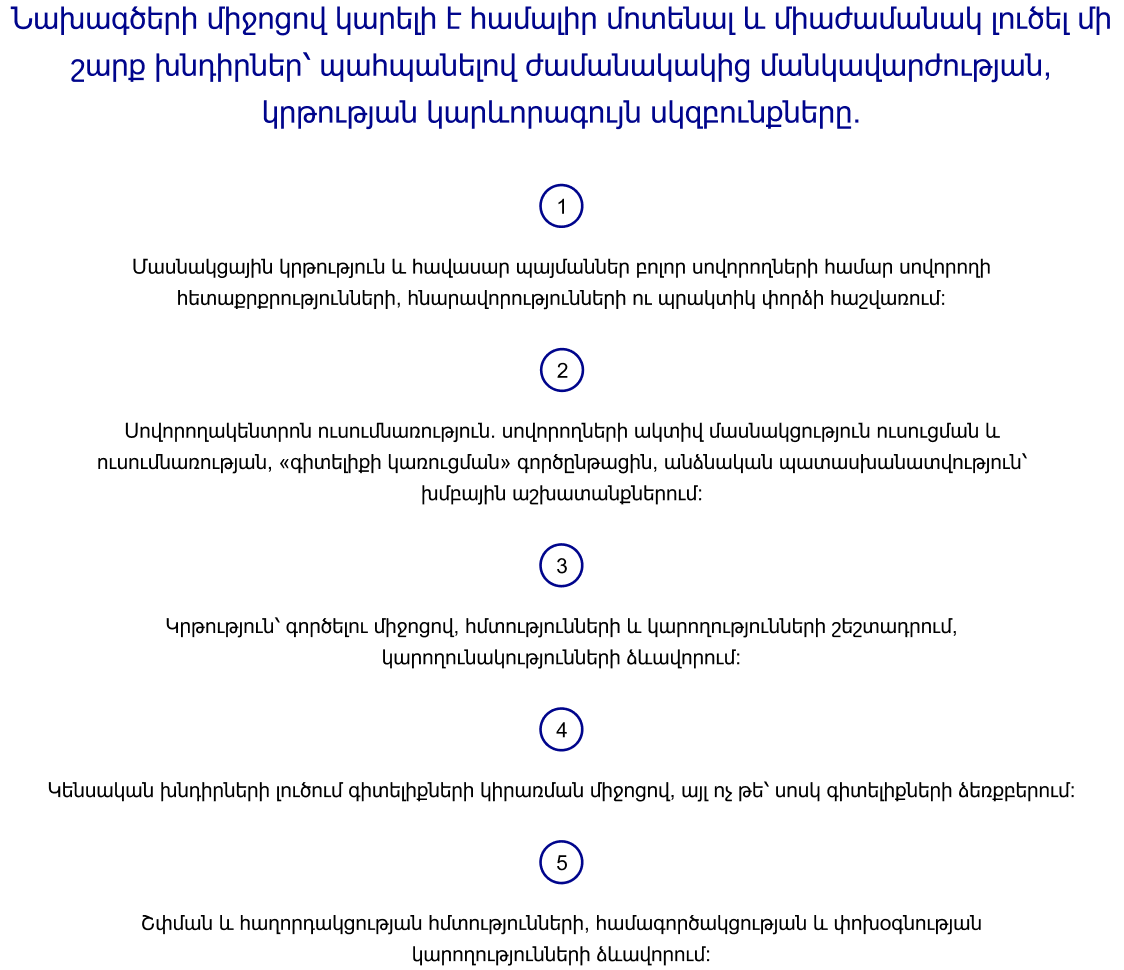 Նախագծերի միջոցով կարելի է համալիր մոտենալ և միաժամանակ լուծել մի
շարք խնդիրներ՝ պահպանելով ժամանակակից մանկավարժության,
կրթության կարևորագույն սկզբունքները.
1
Մասնակցային կրթություն և հավասար պայմաններ բոլոր սովորողների համար սովորողի
հետաքրքրությունների, հնարավորությունների ու պրակտիկ փորձի հաշվառում:
2
Սովորողակենտրոն ուսումնառություն. սովորողների ակտիվ մասնակցություն ուսուցման և
ուսումնառության, «գիտելիքի կառուցման» գործընթացին, անձնական պատասխանատվություն՝
խմբային աշխատանքներում:
3
Կրթություն՝ գործելու միջոցով, հմտությունների և կարողությունների շեշտադրում,
կարողունակությունների ձևավորում:
4
Կենսական խնդիրների լուծում գիտելիքների կիրառման միջոցով, այլ ոչ թե՝ սոսկ գիտելիքների ձեռքբերում:
5
Շփման և հաղորդակցության հմտությունների, համագործակցության և փոխօգնության
կարողությունների ձևավորում: